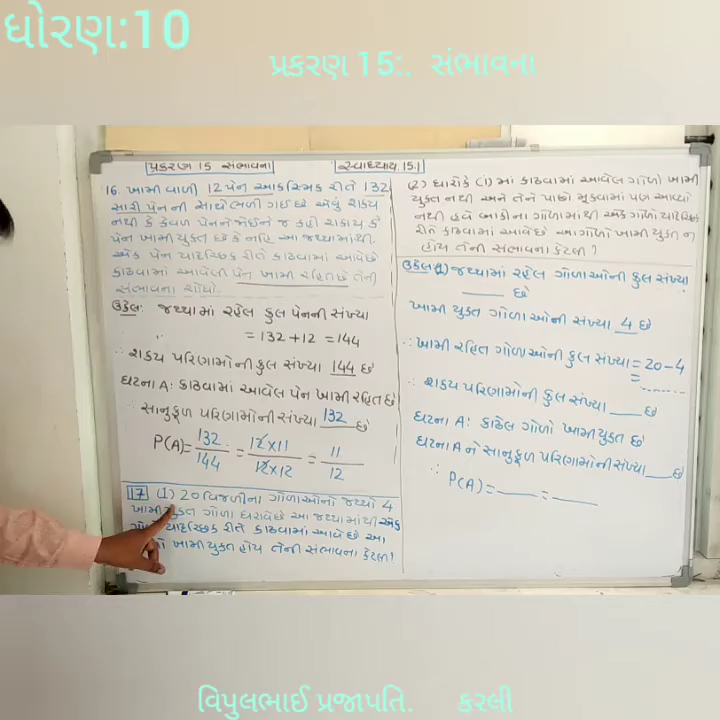 ધોરણ:10
પ્રકરણ 15:. સંભાવના
પ્રકરણ 15 સંભાવના
સ્વાધ્યાય 15.1
16. ખામી વાળી 12 પેન આકસ્મિક રીતે 132
સારી પેન ની સાથે ભળી ગઈ છે એવું શક્ય
નથી કે કેવળ પેનને જોઈને જ કહી શકાય કે
પેન ખામીયુક્ત છે કે નહિ આ જથ્થામાંથી.
એક પેન યાદચ્છિક રીતે કાઢવામાં આવેછે
કાઢવામાં આવેલી પેન ખામી રહિત છે તેની
સંભાવના શોધો.
ઉકેલ: જથ્થામાં રહેલ કુલ પેનની સંખ્યા
= 132+12 = 144
∴ શક્ય પરિણામોની કુલ સંખ્યા 144 છે
ઘટના A: કાઢવામાં આવેલ પેન ખામી રહિત છે
∴ સાનુકૂળ પરિણામોની સંખ્યા 132 છે
P(A)= 132/144 = 12×11/12×12 = 11/12
17 (1) 20 વિજળીના ગોળાઓનો જથ્થો 4
ખામીયુક્ત ગોળા ધરાવેછે આ જથ્થામાંથી એક
યાદચ્છિક રીતે કાઢવામાં આવે છે આ
ખામીયુક્ત હોય તેની સંભાવના કેટલી?
(2) ધારોકે (1) માં કાઢવામાં આવેલ ગોળો ખામી
યુક્ત નથી અને તેને પાછો મૂકવામાં પણ આવ્યો
નથી હવે બાકીના ગોળામાંથી એક ગોળો યાદચ્છિક
રીતે કાઢવામાં આવેછે આ ગોળો ખામી યુક્ત ન
હોય તેની સંભાવના કેટલી?
ઉકેલ:(1) જથ્થામાં રહેલ ગોળાઓની કુલ સંખ્યા
____ છે
ખામી યુક્ત ગોળાઓની સંખ્યા 4 છે
∴ ખામી રહિત ગોળાઓની કુલ સંખ્યા = 20-4
= ........
∴ શક્ય પરિણામોની કુલ સંખ્યા ____ છે
ઘટના A: કાઢેલ ગોળો ખામીયુક્ત છે
ઘટના A ને સાનુકૂળ પરિણામોની સંખ્યા ___ છે
∴ P(A) = ____ = ____
વિપુલભાઈ પ્રજાપતિ. કરલી